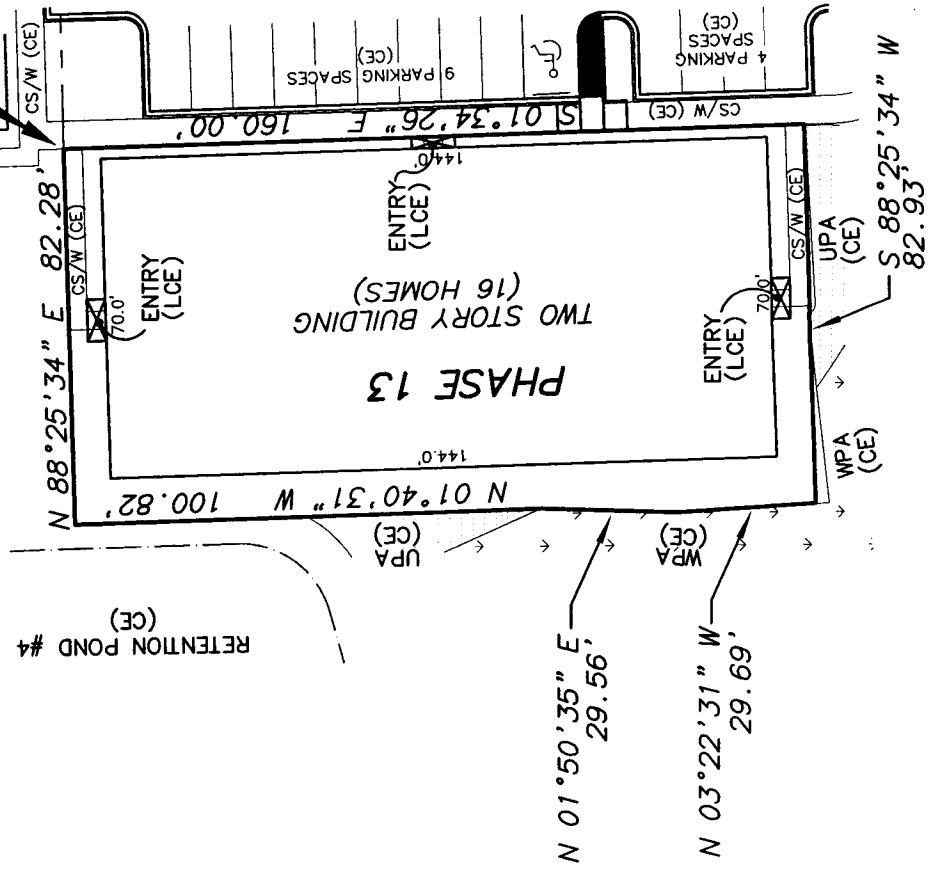 CS/W (CE)
9 PARKING SPACES
(CE)
4 PARKING
SPACES
(CE)
CS/W (CE)
S 01°34'26" E 160.00'
144.0'
N 88°25'34" E 82.28'
CS/W (CE)
70.0'
ENTRY
(LCE)
ENTRY
(LCE)
TWO STORY BUILDING
(16 HOMES)
PHASE 13
ENTRY
(LCE)
70.0'
CS/W (CE)
UPA
(CE)
S 88°25'34" W
82.93'
WPA
(CE)
144.0'
N 01°40'31" W 100.82'
UPA
(CE)
WPA
(CE)
RETENTION POND #4
(CE)
N 01°50'35" E
29.56'
N 03°22'31" W
29.69'